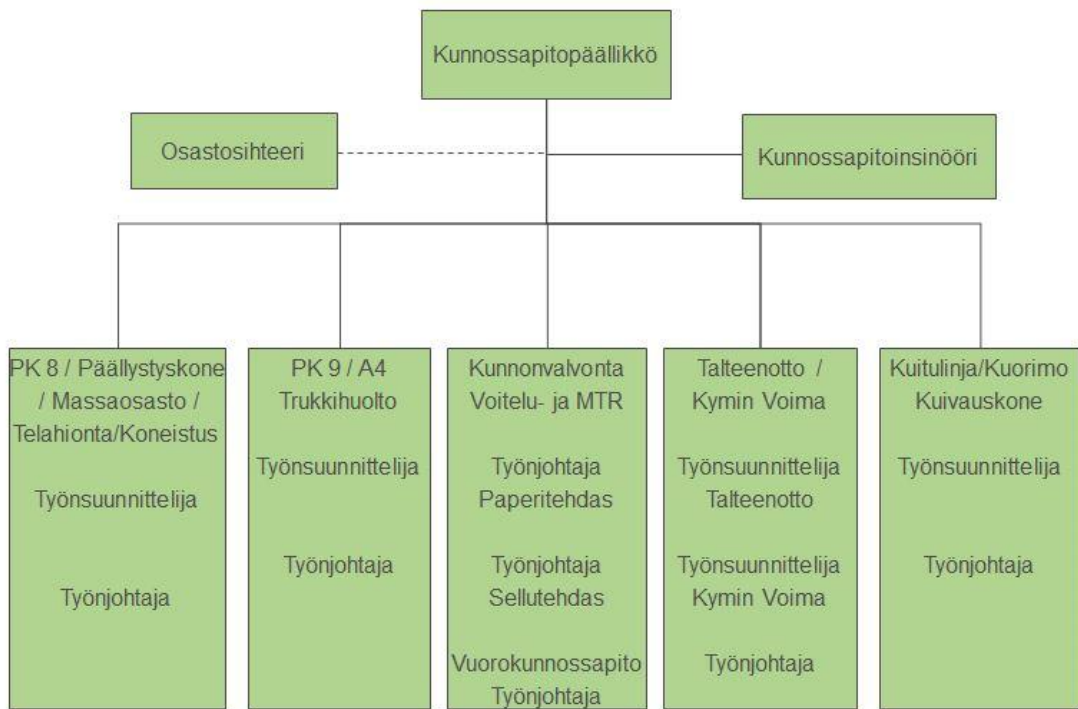 Kunnossapitopäällikkö
Osastosihteeri
Kunnossapitoinsinööri
PK 8 / Päällystyskone
/ Massaosasto /
Telahionta/Koneistus
Työnsuunnittelija
Työnjohtaja
PK 9 / A4
Trukkihuolto
Työnsuunnittelija
Työnjohtaja
Kunnonvalvonta
Voitelu- ja MTR
Työnjohtaja
Paperitehdas
Työnjohtaja
Sellutehdas
Vuorokunnossapito
Työnjohtaja
Talteenotto /
Kymin Voima
Työnsuunnittelija
Talteenotto
Työnsuunnittelija
Kymin Voima
Työnjohtaja
Kuitulinja/Kuorimo
Kuivauskone
Työnsuunnittelija
Työnjohtaja